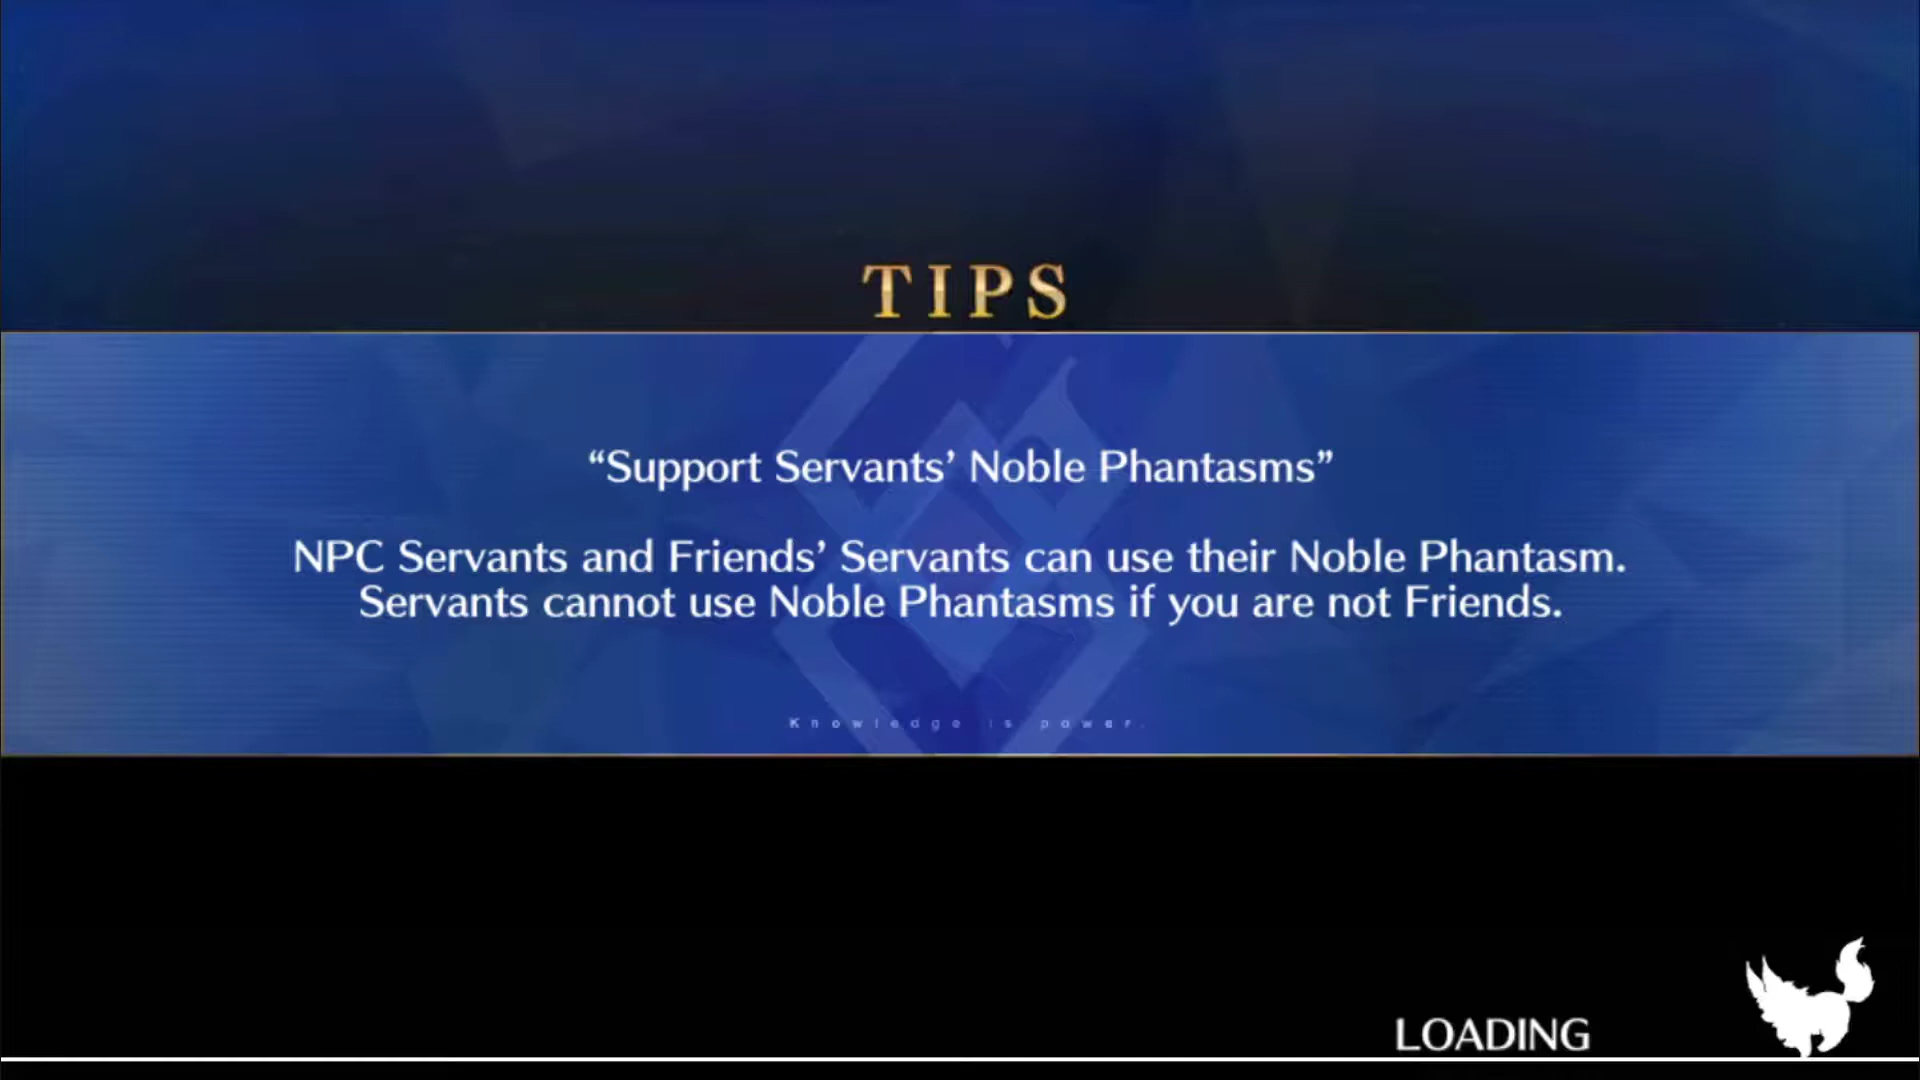 TIPS
“Support Servants’ Noble Phantasms”
NPC Servants and Friends’ Servants can use their Noble Phantasm.
Servants cannot use Noble Phantasms if you are not Friends.
Knowledge is power.
LOADING